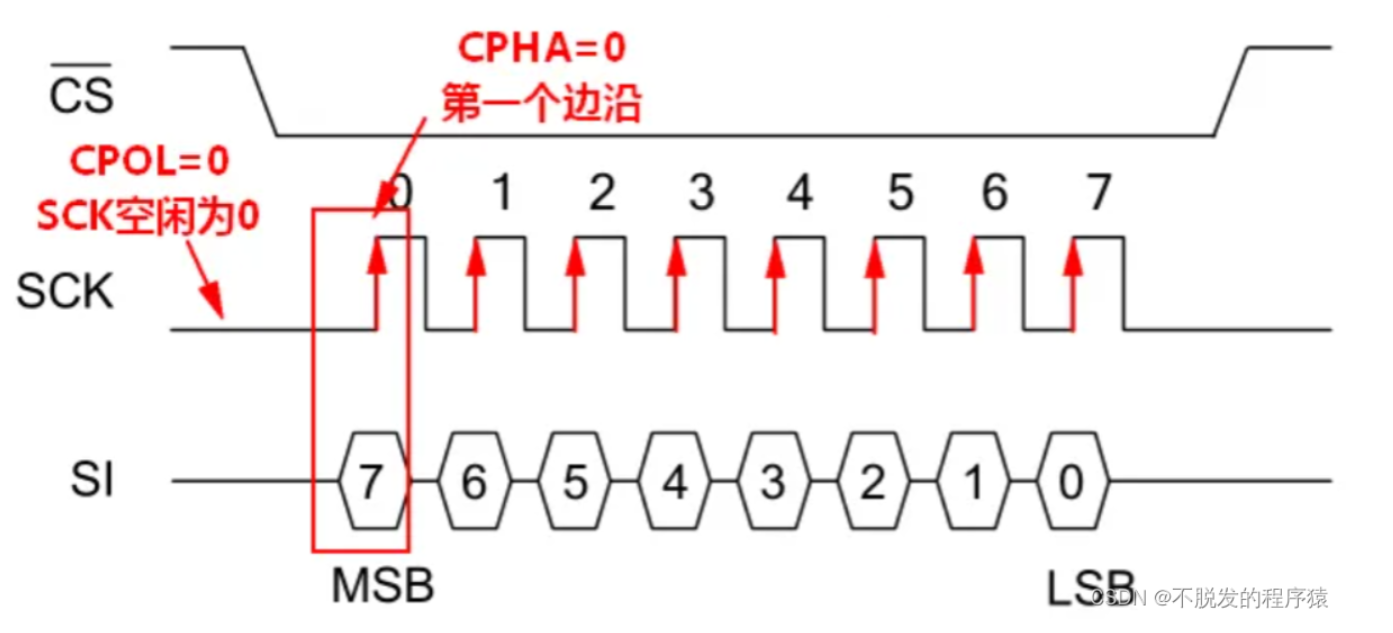 CPHA=0
第一个边沿
CS
CPOL=0
SCK空闲为0
0 1 2 3 4 5 6 7
SCK
SI 7 6 5 4 3 2 1 0
MSB LSB
CSDN @不脱发的程序猿